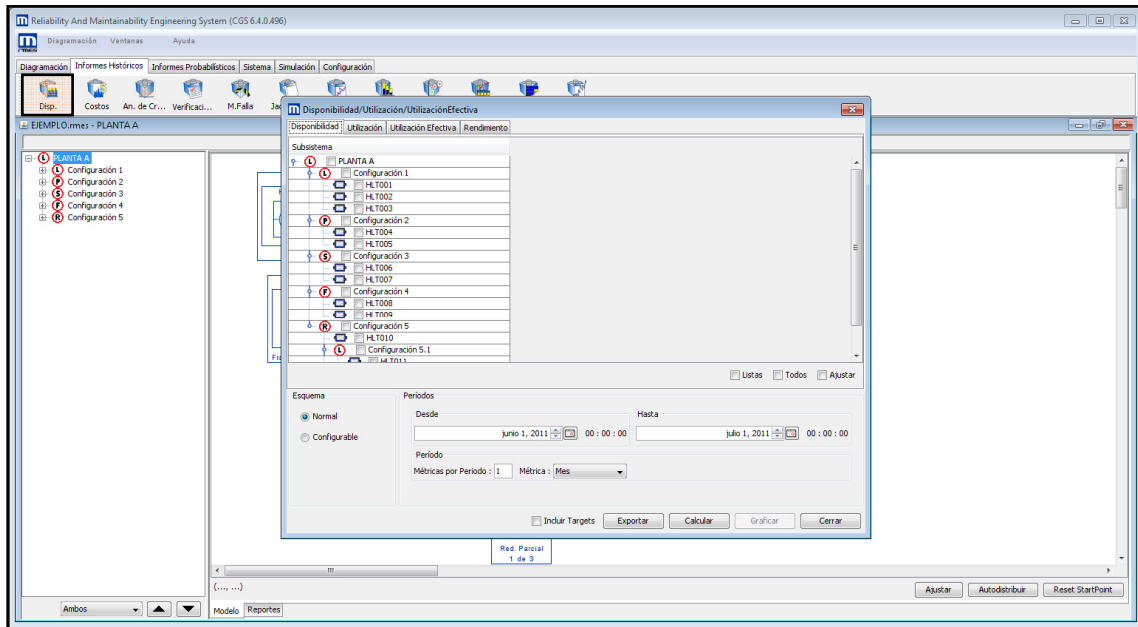 Reliability And Maintainability Engineering System (CGS 6.4.0.496)
Diagramación Ventanas Ayuda
Diagramación Informes Históricos Informes Probabilísticos Sistema Simulación Configuración
Disp. Costos An. de Cr... Verificaci... M.Falla
EJEMPLO.rmes - PLANTA A
PLANTA A
Configuración 1
Configuración 2
Configuración 3
Configuración 4
Configuración 5
Disponibilidad/Utilización/UtilizaciónEfectiva
Disponibilidad Utilización Utilización Efectiva Rendimiento
Subsistema
L PLANTA A
L Configuración 1
HLT001
HLT002
HLT003
P Configuración 2
HLT004
HLT005
S Configuración 3
HLT006
HLT007
F Configuración 4
HLT008
HLT009
R Configuración 5
HLT010
L Configuración 5.1
HLT011
Listas Todos Ajustar
Esquema
Normal
Configurable
Períodos
Desde
junio 1, 2011 00 : 00 : 00
Hasta
julio 1, 2011 00 : 00 : 00
Período
Métricas por Periodo : 1 Métrica : Mes
Incluir Targets Exportar Calcular Graficar Cerrar
Red. Parcial
1 de 3
(..., ...)
Ajustar Autodistribuir Reset StartPoint
Ambos
Modelo Reportes